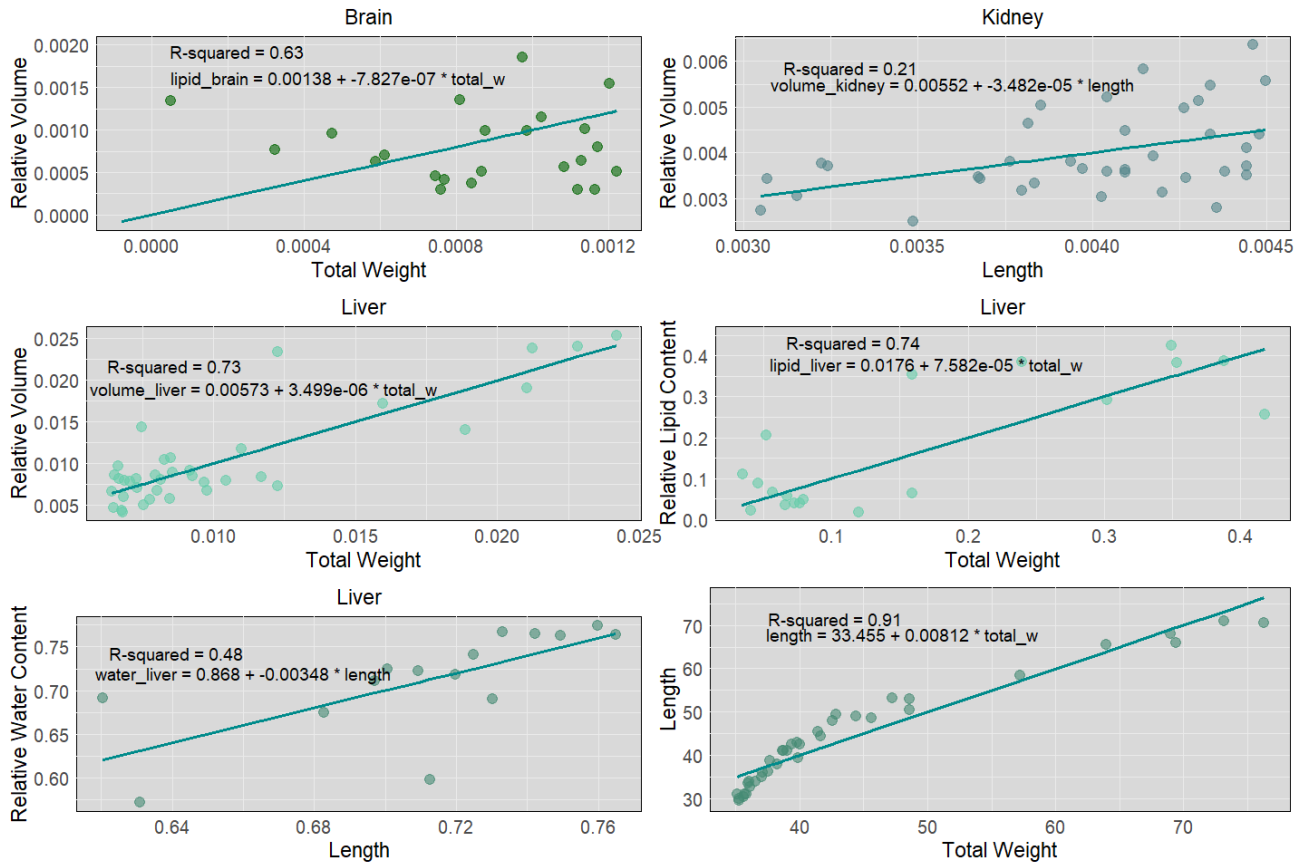 Brain
Relative Volume
0.0020
0.0015
0.0010
0.0005
0.0000
R-squared = 0.63
lipid_brain = 0.00138 + -7.827e-07 * total_w
0.0000 0.0004 0.0008 0.0012
Total Weight
Kidney
Relative Volume
0.006
0.005
0.004
0.003
R-squared = 0.21
volume_kidney = 0.00552 + -3.482e-05 * length
0.0030 0.0035 0.0040 0.0045
Length
Liver
Relative Volume
0.025
0.020
0.015
0.010
0.005
R-squared = 0.73
volume_liver = 0.00573 + 3.499e-06 * total_w
0.010 0.015 0.020 0.025
Total Weight
Liver
Relative Lipid Content
0.4
0.3
0.2
0.1
0.0
R-squared = 0.74
lipid_liver = 0.0176 + 7.582e-05 * total_w
0.1 0.2 0.3 0.4
Total Weight
Liver
Relative Water Content
0.75
0.70
0.65
0.60
R-squared = 0.48
water_liver = 0.868 + -0.00348 * length
0.64 0.68 0.72 0.76
Length
Length
70
60
50
40
30
R-squared = 0.91
length = 33.455 + 0.00812 * total_w
40 50 60 70
Total Weight